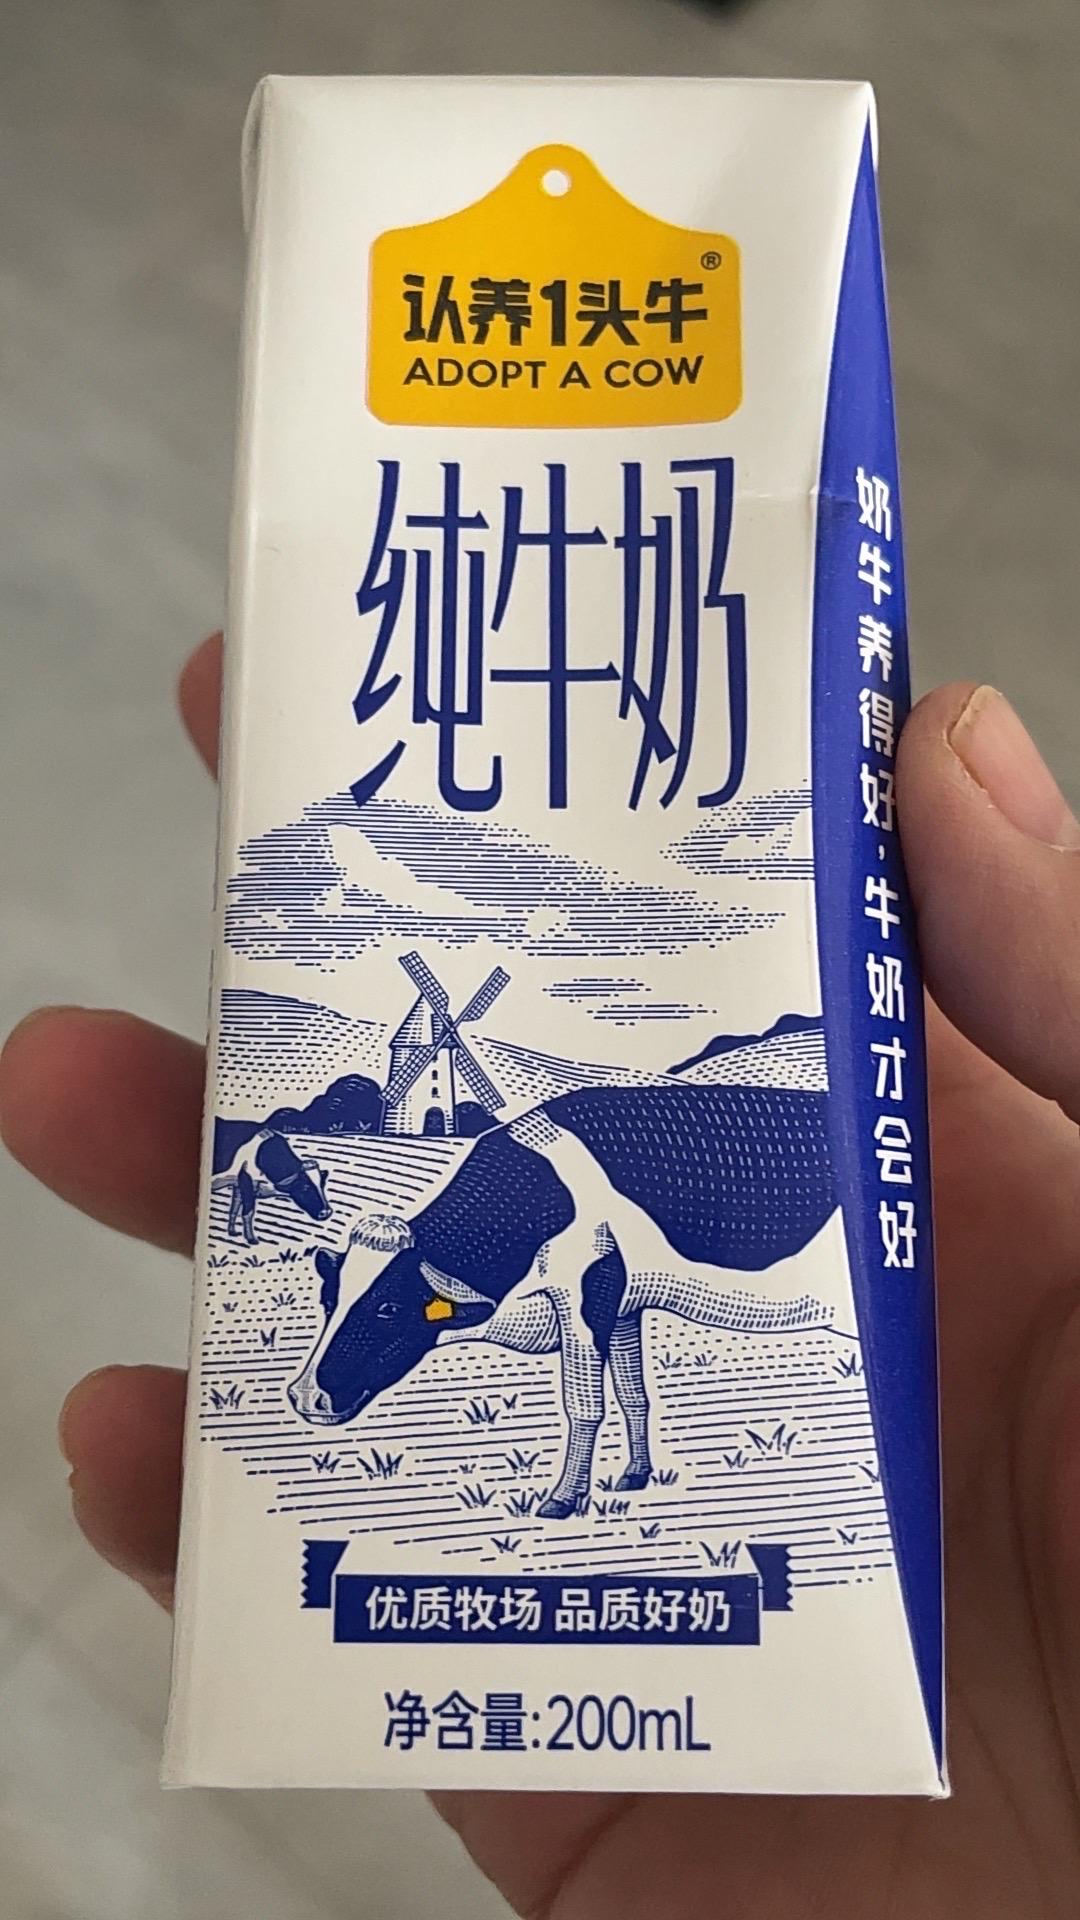 认养1头牛®
ADOPT A COW
纯牛奶
奶牛养得好,牛奶才会好
优质牧场 品质好奶
净含量:200mL